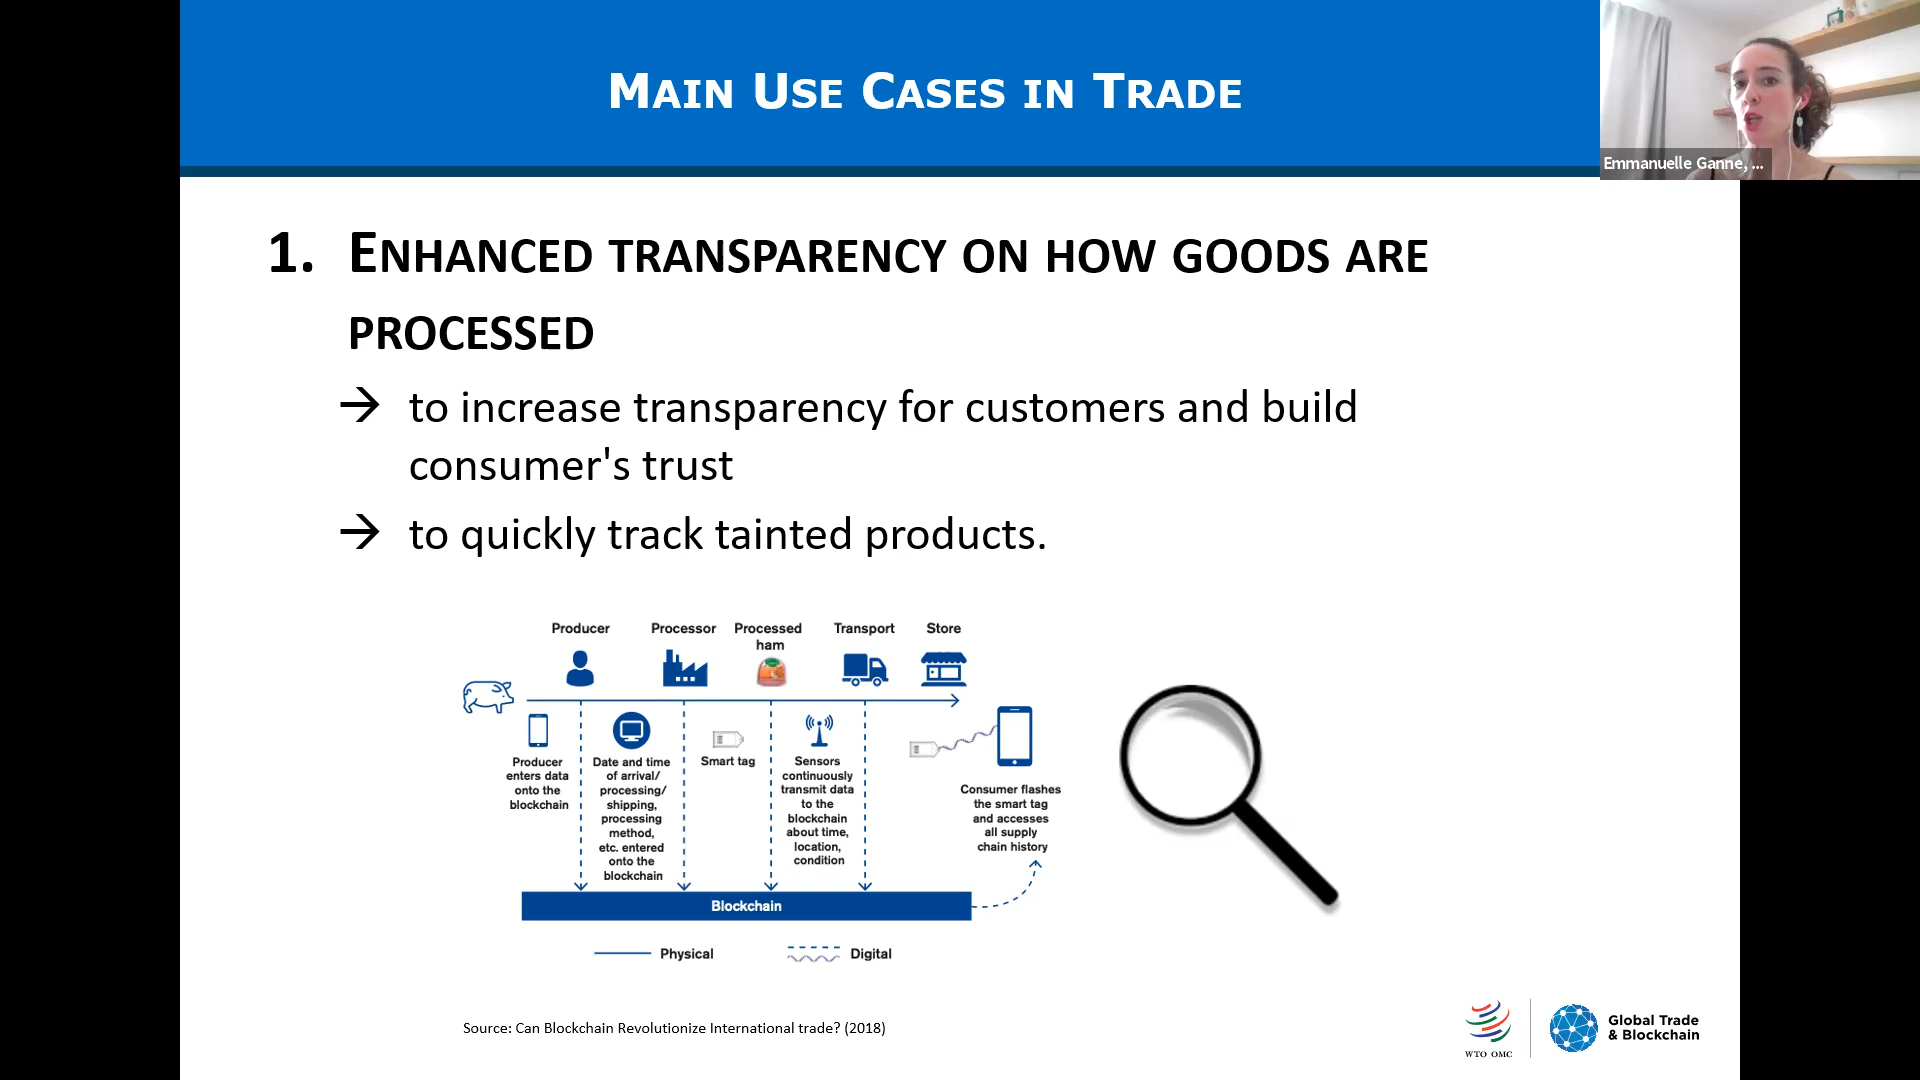 MAIN USE CASES IN TRADE
Emmanuelle Ganne, ...
1. ENHANCED TRANSPARENCY ON HOW GOODS ARE
PROCESSED
→ to increase transparency for customers and build
consumer's trust
→ to quickly track tainted products.
Producer
Processor
Processed
ham
Transport
Store
Producer
enters data
onto the
blockchain
Date and time
of arrival/
processing/
shipping,
processing
method,
etc. entered
onto the
blockchain
Smart tag
Sensors
continuously
transmit data
to the
blockchain
about time,
location,
condition
Consumer flashes
the smart tag
and accesses
all supply
chain history
Blockchain
Physical
Digital
Source: Can Blockchain Revolutionize International trade? (2018)
WTO OMC
Global Trade
& Blockchain